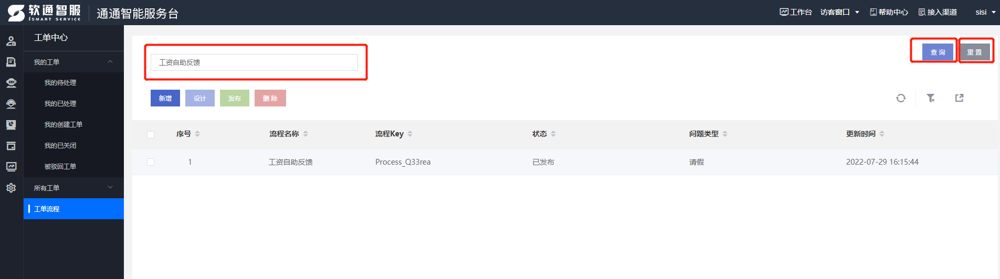 软通智服
iSMART SERVICE
通通智能服务台
工作台 访客窗口 帮助中心 接入渠道 sisi
工单中心
我的工单
我的待处理
我的已处理
我的创建工单
我的已关闭
被驳回工单
所有工单
工单流程
工资自助反馈
查询 重置
新增 设计 发布 删除
序号 流程名称 流程Key 状态 问题类型 更新时间
1 工资自助反馈 Process_Q33rea 已发布 请假 2022-07-29 16:15:44